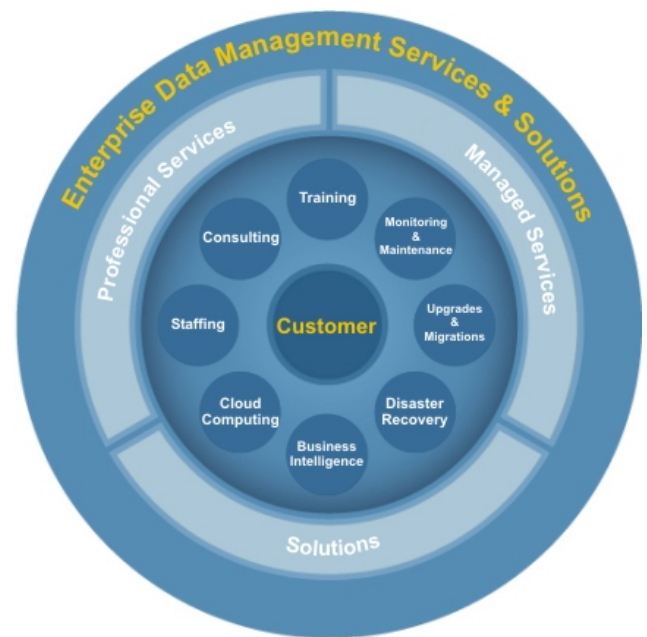 Enterprise Data Management Services & Solutions
Professional Services
Managed Services
Training
Consulting
Monitoring
&
Maintenance
Staffing
Customer
Upgrades
&
Migrations
Cloud
Computing
Disaster
Recovery
Business
Intelligence
Solutions